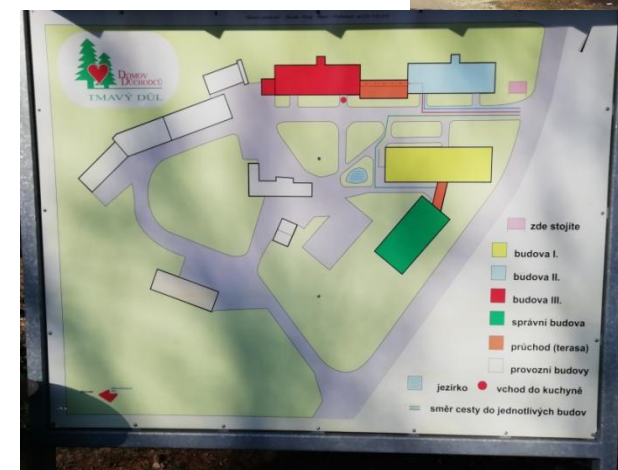 DOMOV
DŮCHODCŮ
TMAVÝ DŮL
zde stojíte
budova I.
budova II.
budova III.
správní budova
průchod (terasa)
provozní budovy
jezírko
vchod do kuchyně
směr cesty do jednotlivých budov